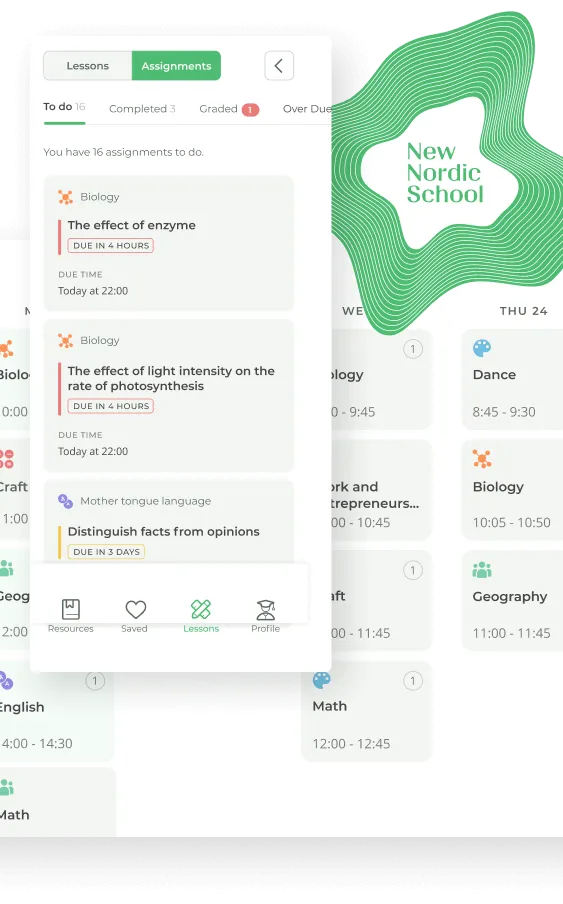 Lessons
Assignments
To do 16
Completed 3
Graded 1
Over Due
You have 16 assignments to do.
Biology
The effect of enzyme
DUE IN 4 HOURS
DUE TIME
Today at 22:00
Biology
The effect of light intensity on the
rate of photosynthesis
DUE IN 4 HOURS
DUE TIME
Today at 22:00
Mother tongue language
Distinguish facts from opinions
DUE IN 3 DAYS
Resources
Saved
Lessons
Profile
New
Nordic
School
M
Biolo
0:00
Craft
1:00
Geog
2:00
1
English
4:00 - 14:30
Math
WE
1
ology
0 - 9:45
ork and
trepreneurs...
00 - 10:45
1
aft
00 - 11:45
1
Math
12:00 - 12:45
THU 24
Dance
8:45 - 9:30
Biology
10:05 - 10:50
Geography
11:00 - 11:45